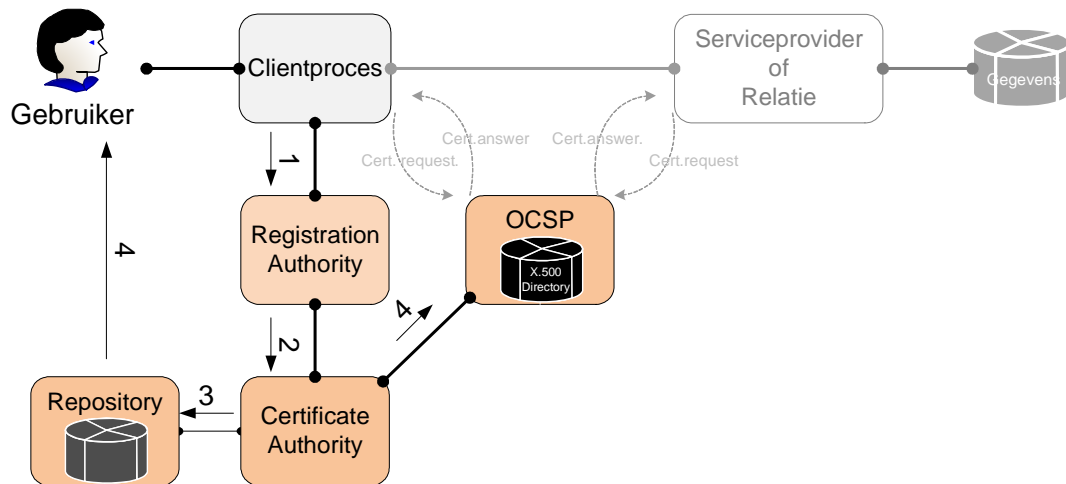 Gebruiker
Clientproces
Serviceprovider
of
Relatie
Gegevens
Cert.answer
Cert. request.
Cert.answer.
Cert.request
1
Registration
Authority
OCSP
X.500
Directory
4
2
4
Repository
3
Certificate
Authority